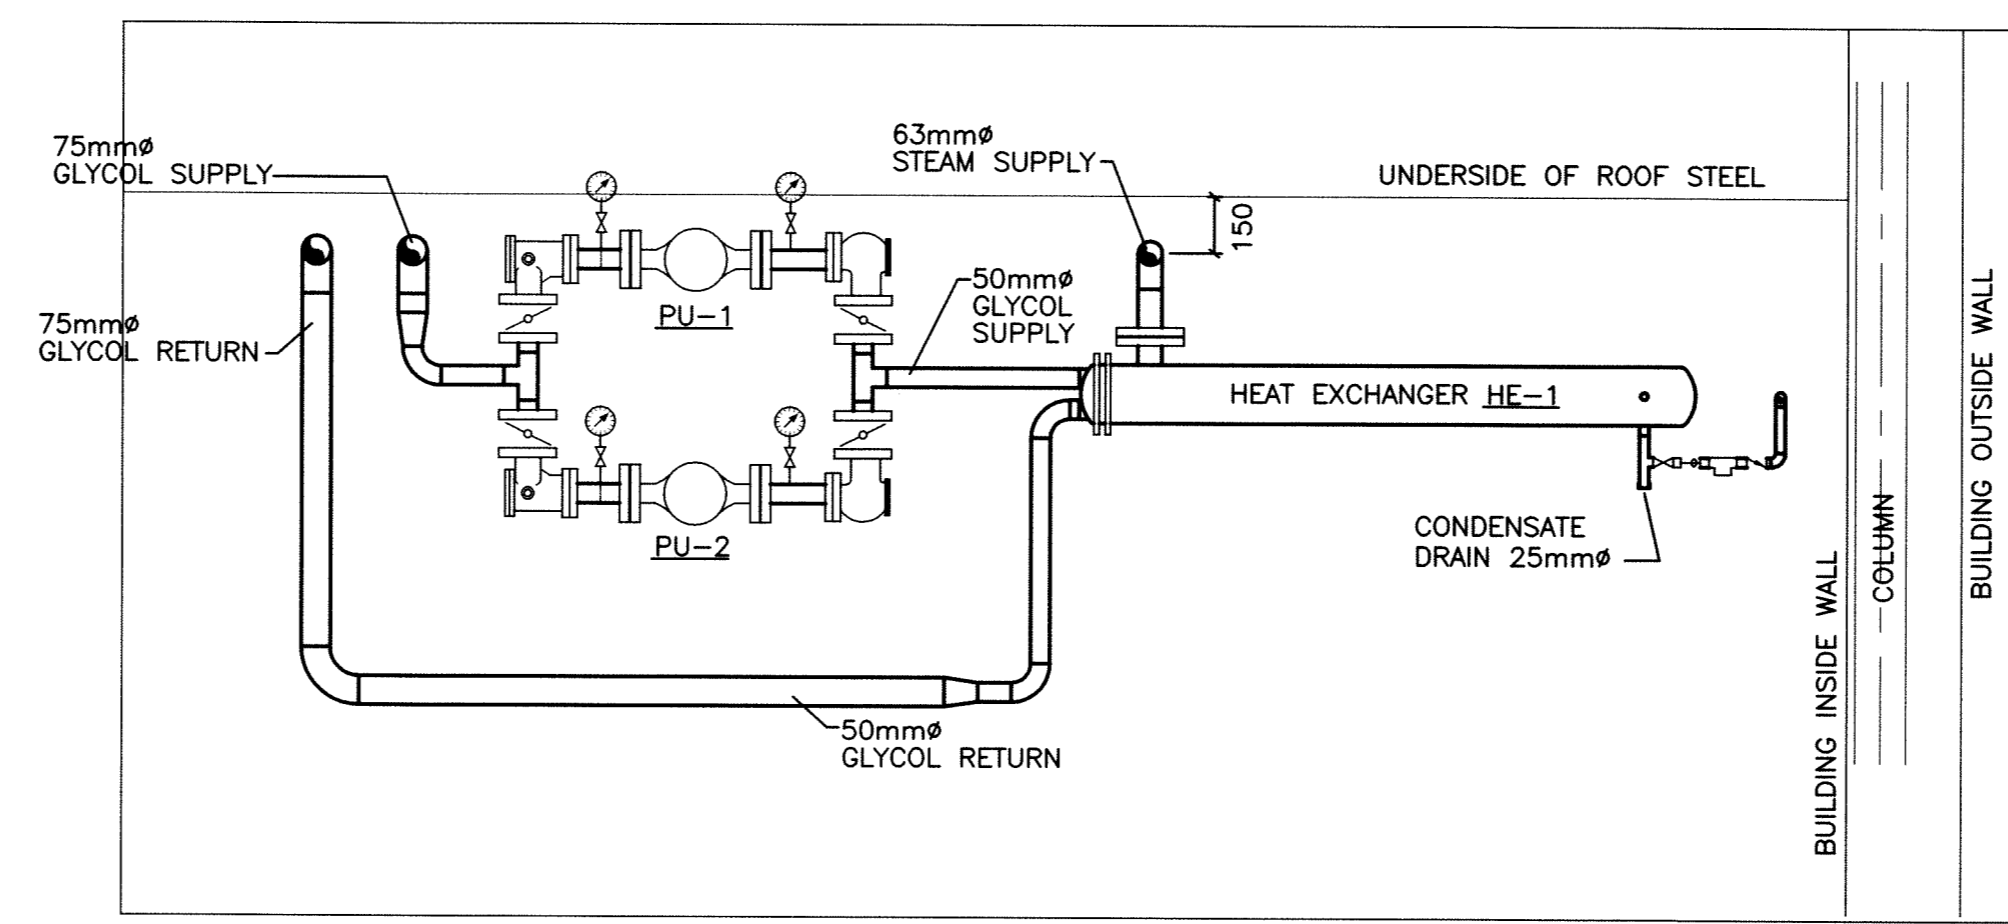 75mmø
GLYCOL SUPPLY
63mmø
STEAM SUPPLY
UNDERSIDE OF ROOF STEEL
150
PU-1
50mmø
GLYCOL
SUPPLY
75mmø
GLYCOL RETURN
HEAT EXCHANGER HE-1
PU-2
CONDENSATE
DRAIN 25mmø
50mmø
GLYCOL RETURN
BUILDING INSIDE WALL
COLUMN
BUILDING OUTSIDE WALL